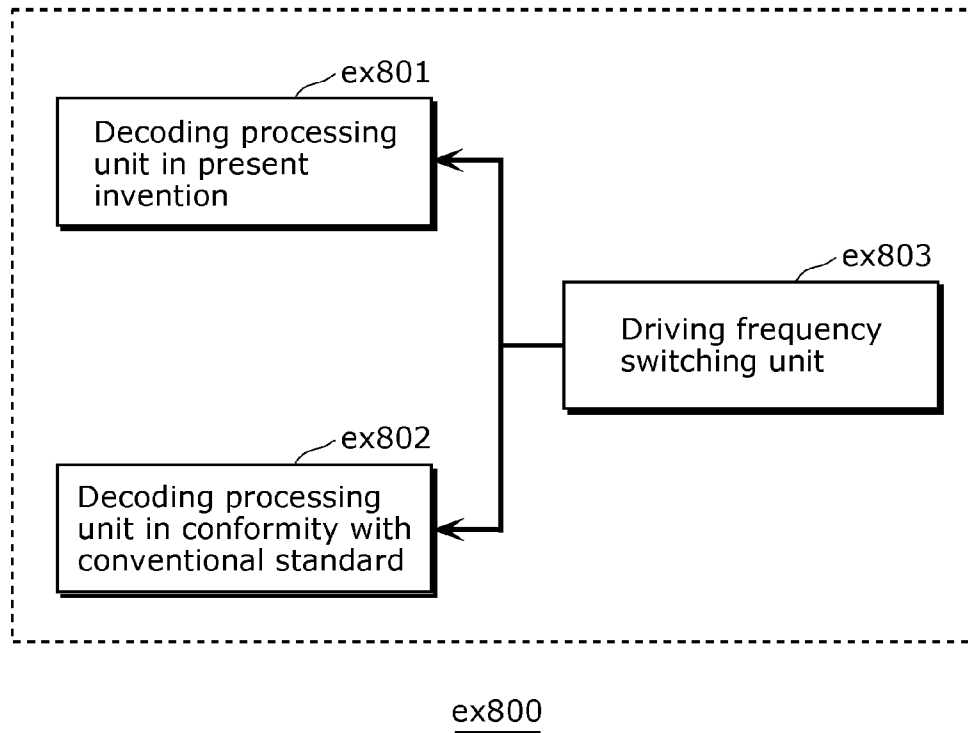 ex801
Decoding processing
unit in present
invention
ex803
Driving frequency
switching unit
ex802
Decoding processing
unit in conformity with
conventional standard
ex800